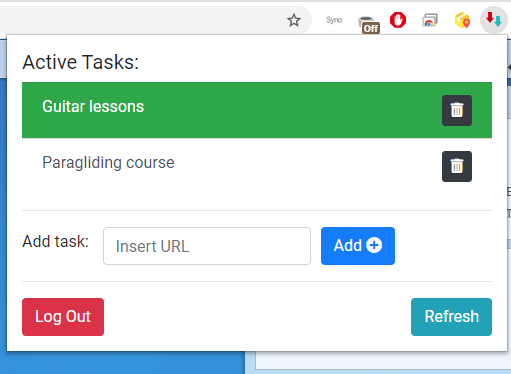 Syno
Off
Active Tasks:
Guitar lessons
Paragliding course
Add task:
Insert URL
Add
Log Out
Refresh